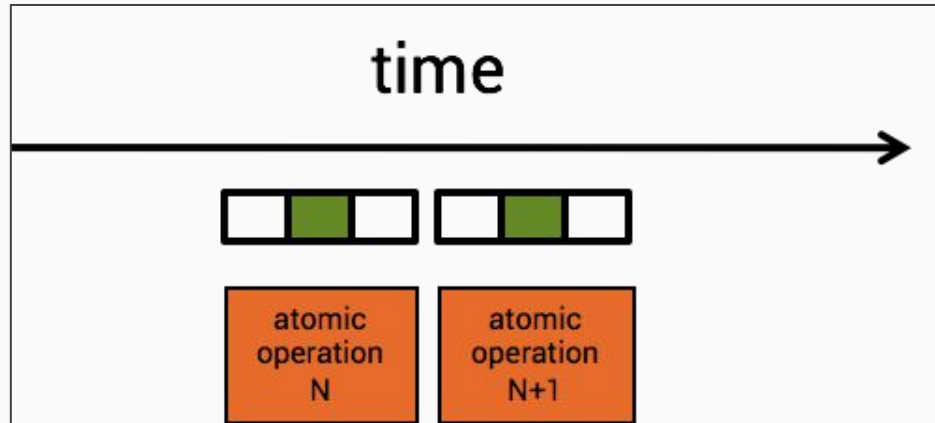 time
atomic
operation
N
atomic
operation
N+1